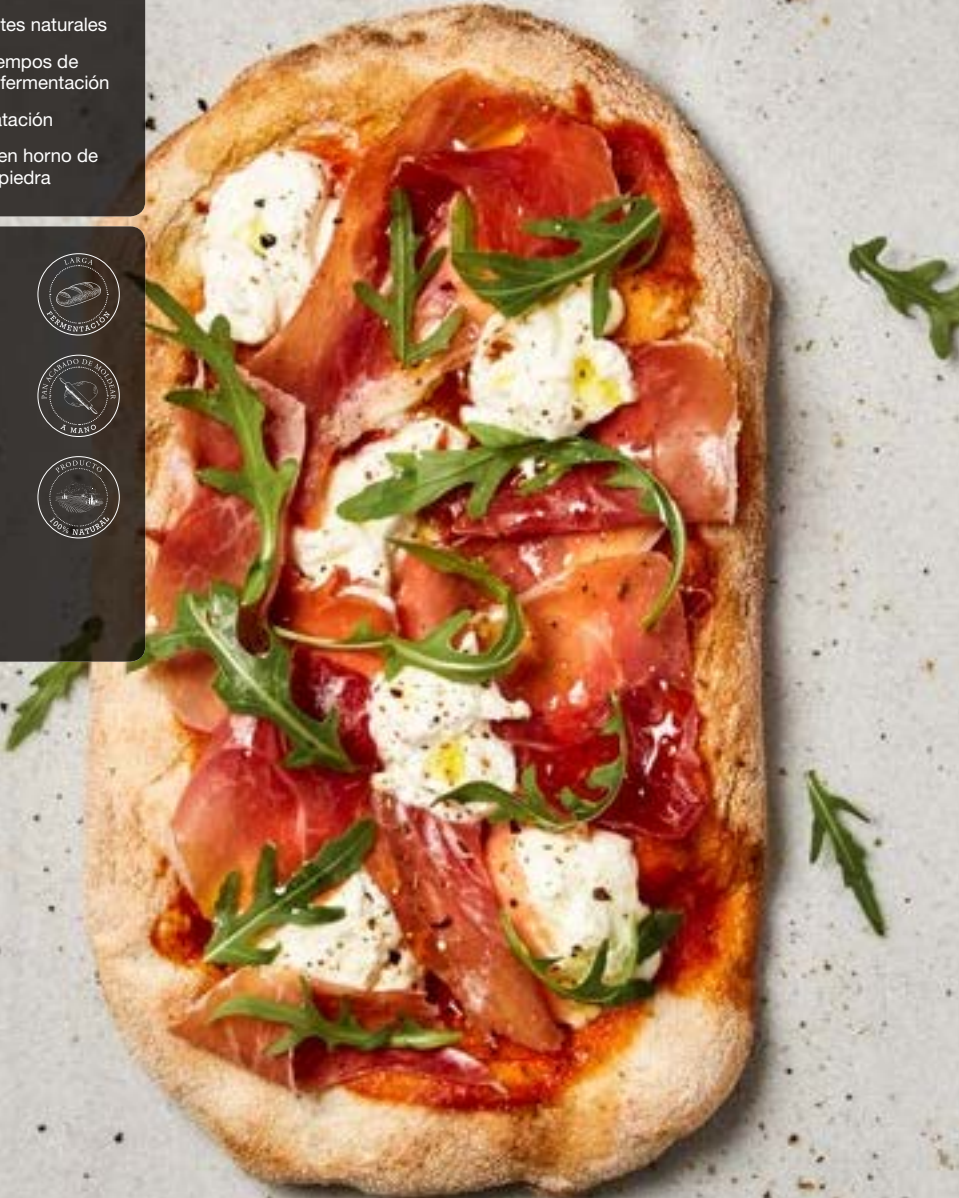 tes naturales
empos de
fermentación
tación
en horno de
piedra
LARGA
FERMENTACIÓN
PAN ACABADO DE MOLDEAR
A MANO
PRODUCTO
100% NATURAL